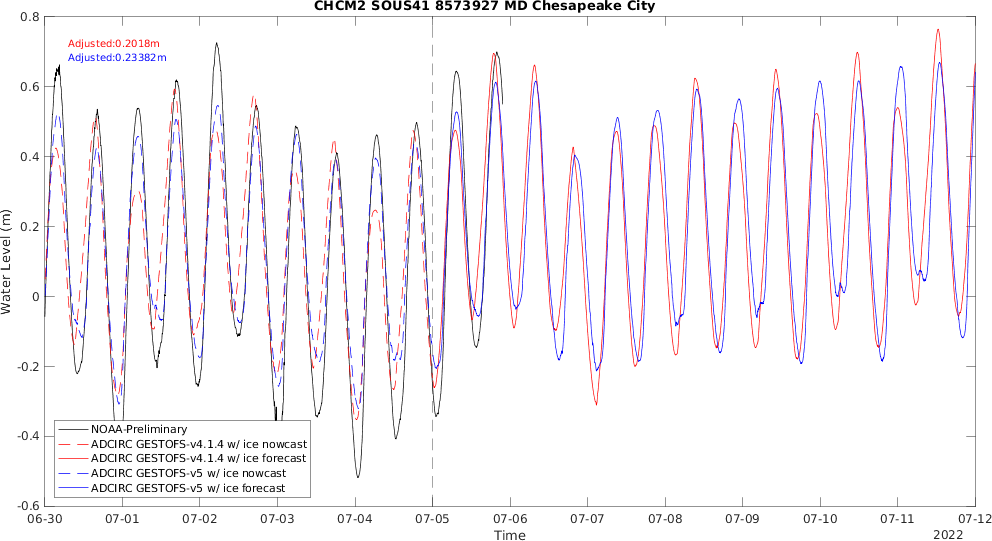 CHCM2 SOUS41 8573927 MD Chesapeake City
Adjusted:0.2018m
Adjusted:0.23382m
Water Level (m)
0.8
0.6
0.4
0.2
0
-0.2
-0.4
-0.6
NOAA-Preliminary
ADCIRC GESTOFS-v4.1.4 w/ ice nowcast
ADCIRC GESTOFS-v4.1.4 w/ ice forecast
ADCIRC GESTOFS-v5 w/ ice nowcast
ADCIRC GESTOFS-v5 w/ ice forecast
06-30 07-01 07-02 07-03 07-04 07-05 07-06 07-07 07-08 07-09 07-10 07-11 07-12
Time
2022